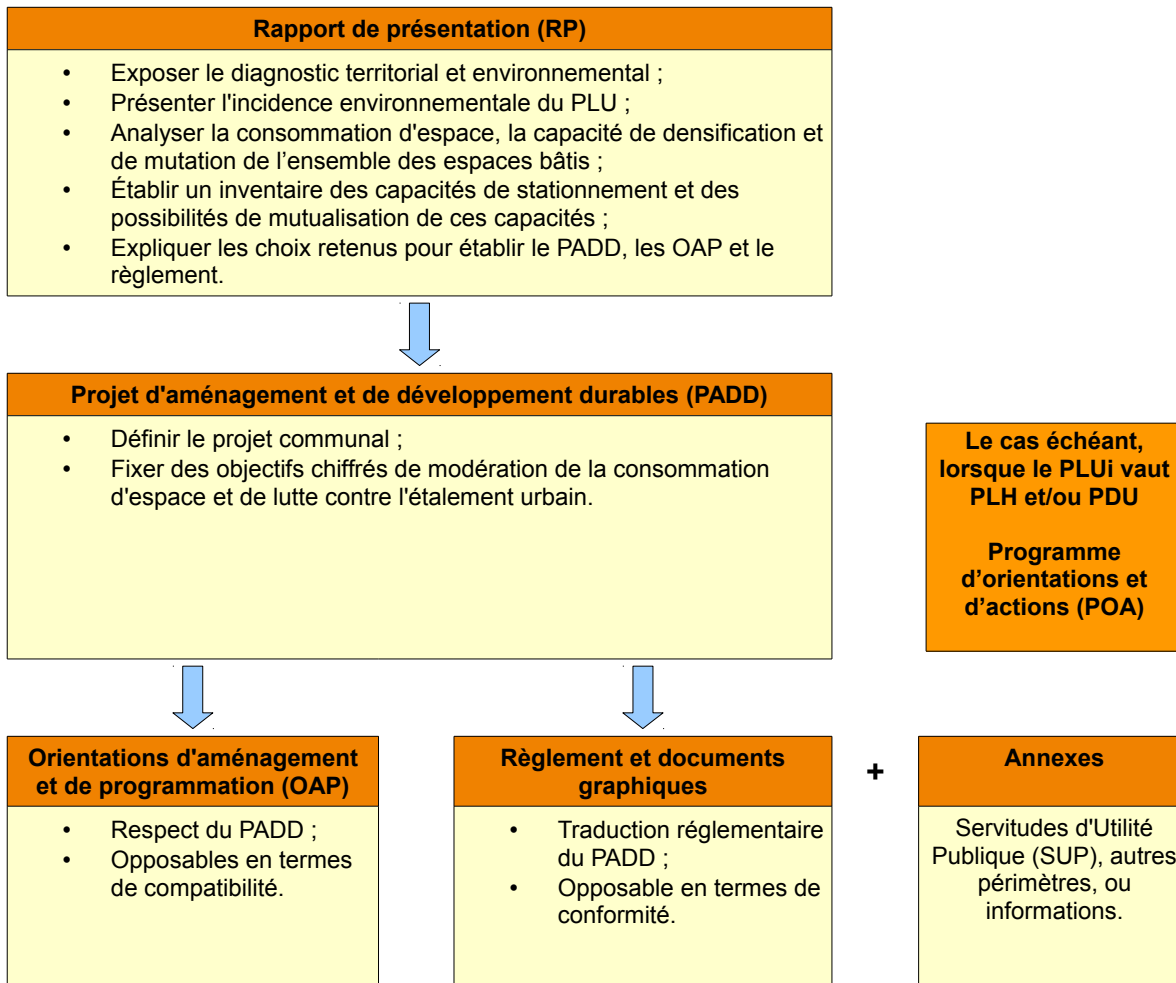 Rapport de présentation (RP)
• Exposer le diagnostic territorial et environnemental ;
• Présenter l'incidence environnementale du PLU ;
• Analyser la consommation d'espace, la capacité de densification et
de mutation de l’ensemble des espaces bâtis ;
• Établir un inventaire des capacités de stationnement et des
possibilités de mutualisation de ces capacités ;
• Expliquer les choix retenus pour établir le PADD, les OAP et le
règlement.
Projet d'aménagement et de développement durables (PADD)
• Définir le projet communal ;
• Fixer des objectifs chiffrés de modération de la consommation
d'espace et de lutte contre l'étalement urbain.
Le cas échéant,
lorsque le PLUi vaut
PLH et/ou PDU
Programme
d’orientations et
d’actions (POA)
Orientations d'aménagement
et de programmation (OAP)
• Respect du PADD ;
• Opposables en termes
de compatibilité.
Règlement et documents
graphiques
• Traduction réglementaire
du PADD ;
• Opposable en termes de
conformité.
+
Annexes
Servitudes d'Utilité
Publique (SUP), autres
périmètres, ou
informations.